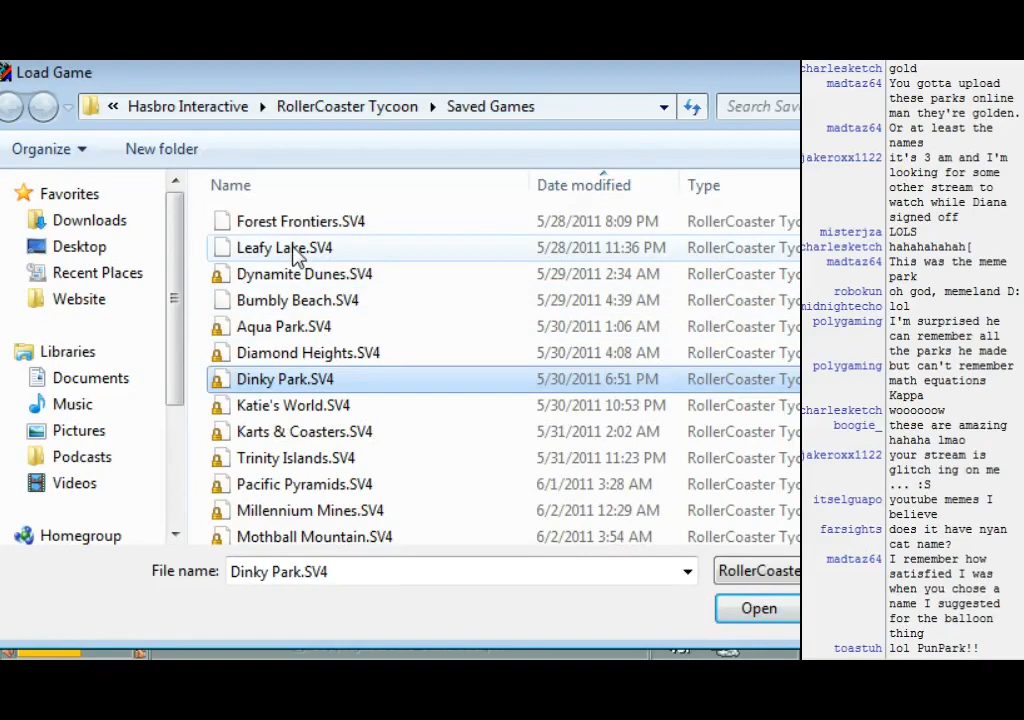 Load Game
« Hasbro Interactive RollerCoaster Tycoon Saved Games
Search Sav
Organize New folder
Name Date modified Type
Favorites
Downloads
Desktop
Recent Places
Website
Libraries
Documents
Music
Pictures
Podcasts
Videos
Homegroup
Forest Frontiers.SV4 5/28/2011 8:09 PM RollerCoaster Tyc
Leafy Lake.SV4 5/28/2011 11:36 PM RollerCoaster Tyc
Dynamite Dunes.SV4 5/29/2011 2:34 AM RollerCoaster Tyc
Bumbly Beach.SV4 5/29/2011 4:39 AM RollerCoaster Tyc
Aqua Park.SV4 5/30/2011 1:06 AM RollerCoaster Tyc
Diamond Heights.SV4 5/30/2011 4:08 AM RollerCoaster Tyc
Dinky Park.SV4 5/30/2011 6:51 PM RollerCoaster Tyc
Katie's World.SV4 5/30/2011 10:53 PM RollerCoaster Tyc
Karts & Coasters.SV4 5/31/2011 2:02 AM RollerCoaster Tyc
Trinity Islands.SV4 5/31/2011 11:23 PM RollerCoaster Tyc
Pacific Pyramids.SV4 6/1/2011 3:28 AM RollerCoaster Tyc
Millennium Mines.SV4 6/2/2011 12:29 AM RollerCoaster Tyc
Mothball Mountain.SV4 6/2/2011 3:54 AM RollerCoaster Tyc
File name: Dinky Park.SV4 RollerCoaste
Open
charlesketch gold
madtaz64 You gotta upload
these parks online
man they're golden.
madtaz64 Or at least the
names
jakeroxx1122 it's 3 am and I'm
looking for some
other stream to
watch while Diana
signed off
misterjza LOLS
charlesketch hahahahahah[
madtaz64 This was the meme
park
robokun oh god, memeland D:
midnightecho lol
polygaming I'm surprised he
can remember all
the parks he made
polygaming but can't remember
math equations
Kappa
charlesketch woooooow
boogie_ these are amazing
hahaha lmao
jakeroxx1122 your stream is
glitch ing on me
... :S
itselguapo youtube memes I
believe
farsights does it have nyan
cat name?
madtaz64 I remember how
satisfied I was
when you chose a
name I suggested
for the balloon
thing
toastuh lol PunPark!!